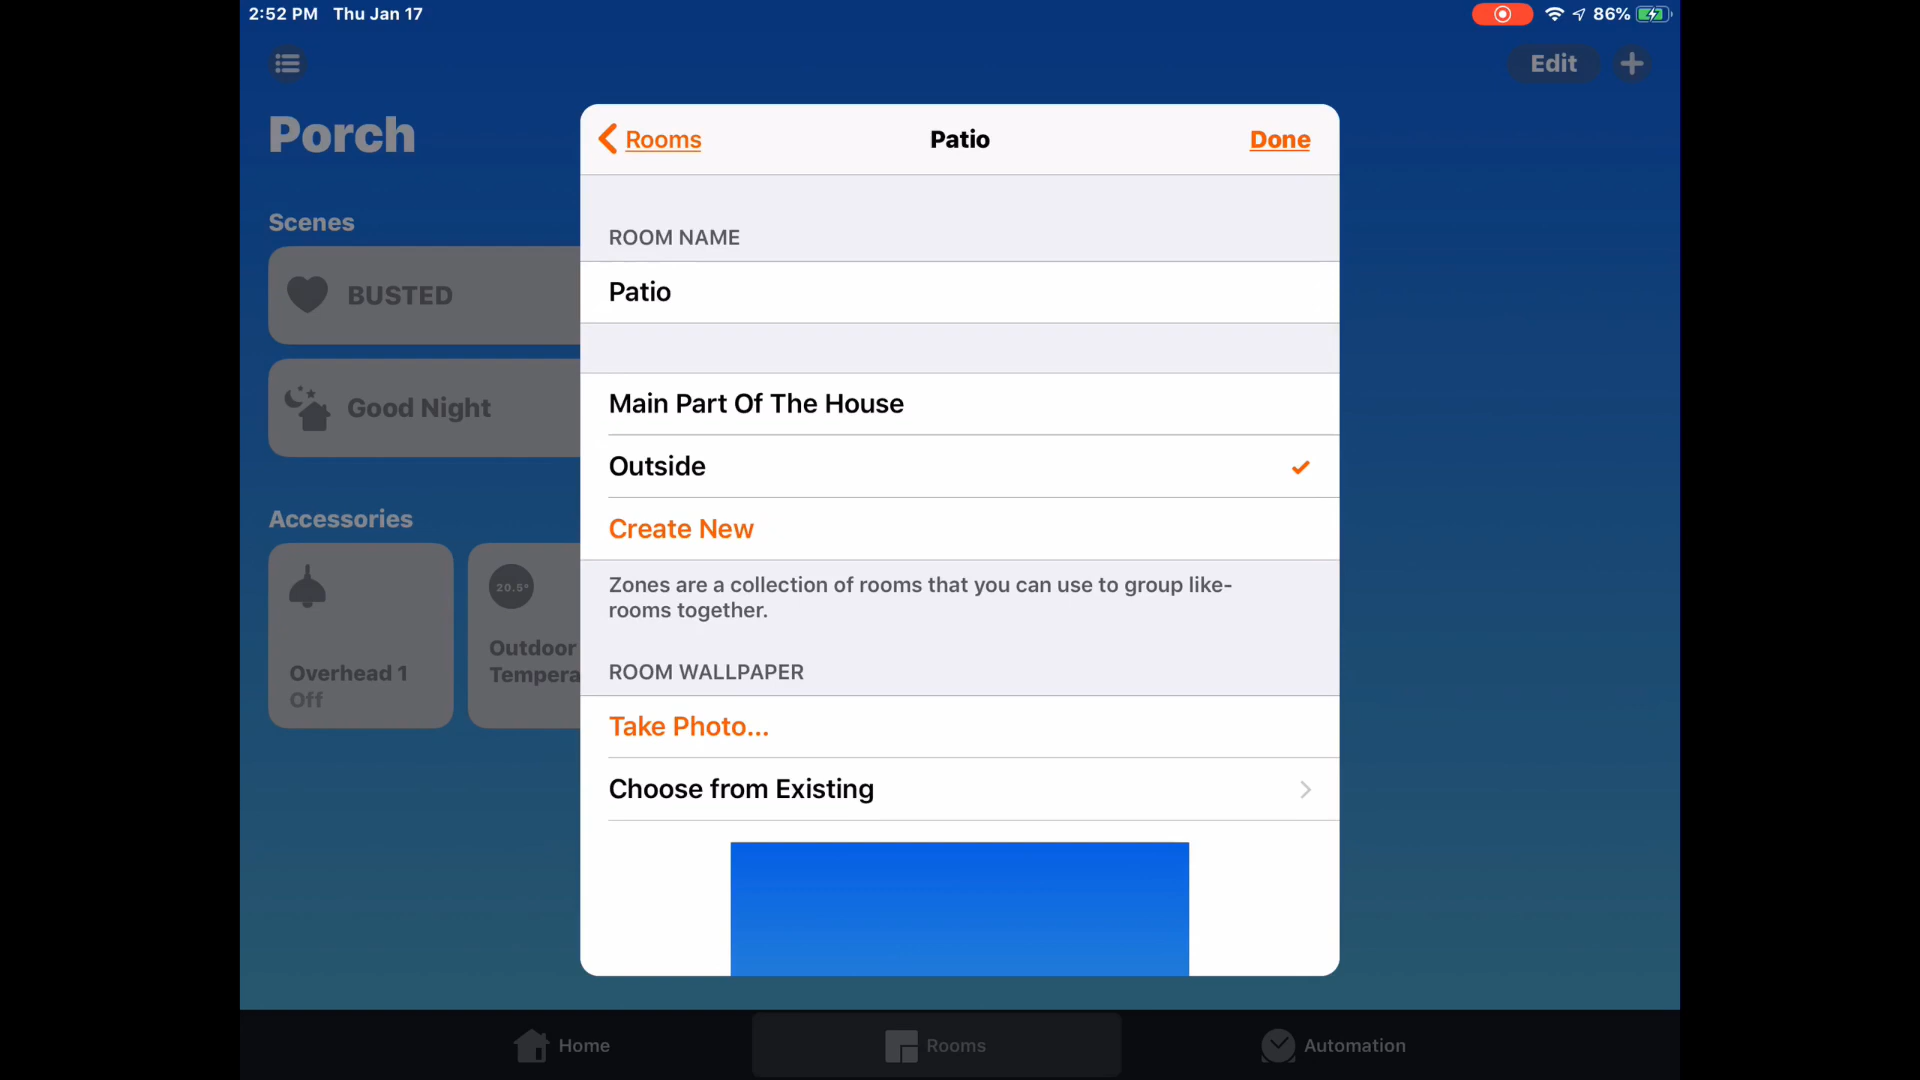 2:52 PM Thu Jan 17
86%
Edit
Porch
Rooms
Patio
Done
Scenes
BUSTED
Good Night
Accessories
Overhead 1
Off
20.5°
Outdoor
Tempera
ROOM NAME
Patio
Main Part Of The House
Outside
Create New
Zones are a collection of rooms that you can use to group like-
rooms together.
ROOM WALLPAPER
Take Photo...
Choose from Existing
Home
Rooms
Automation